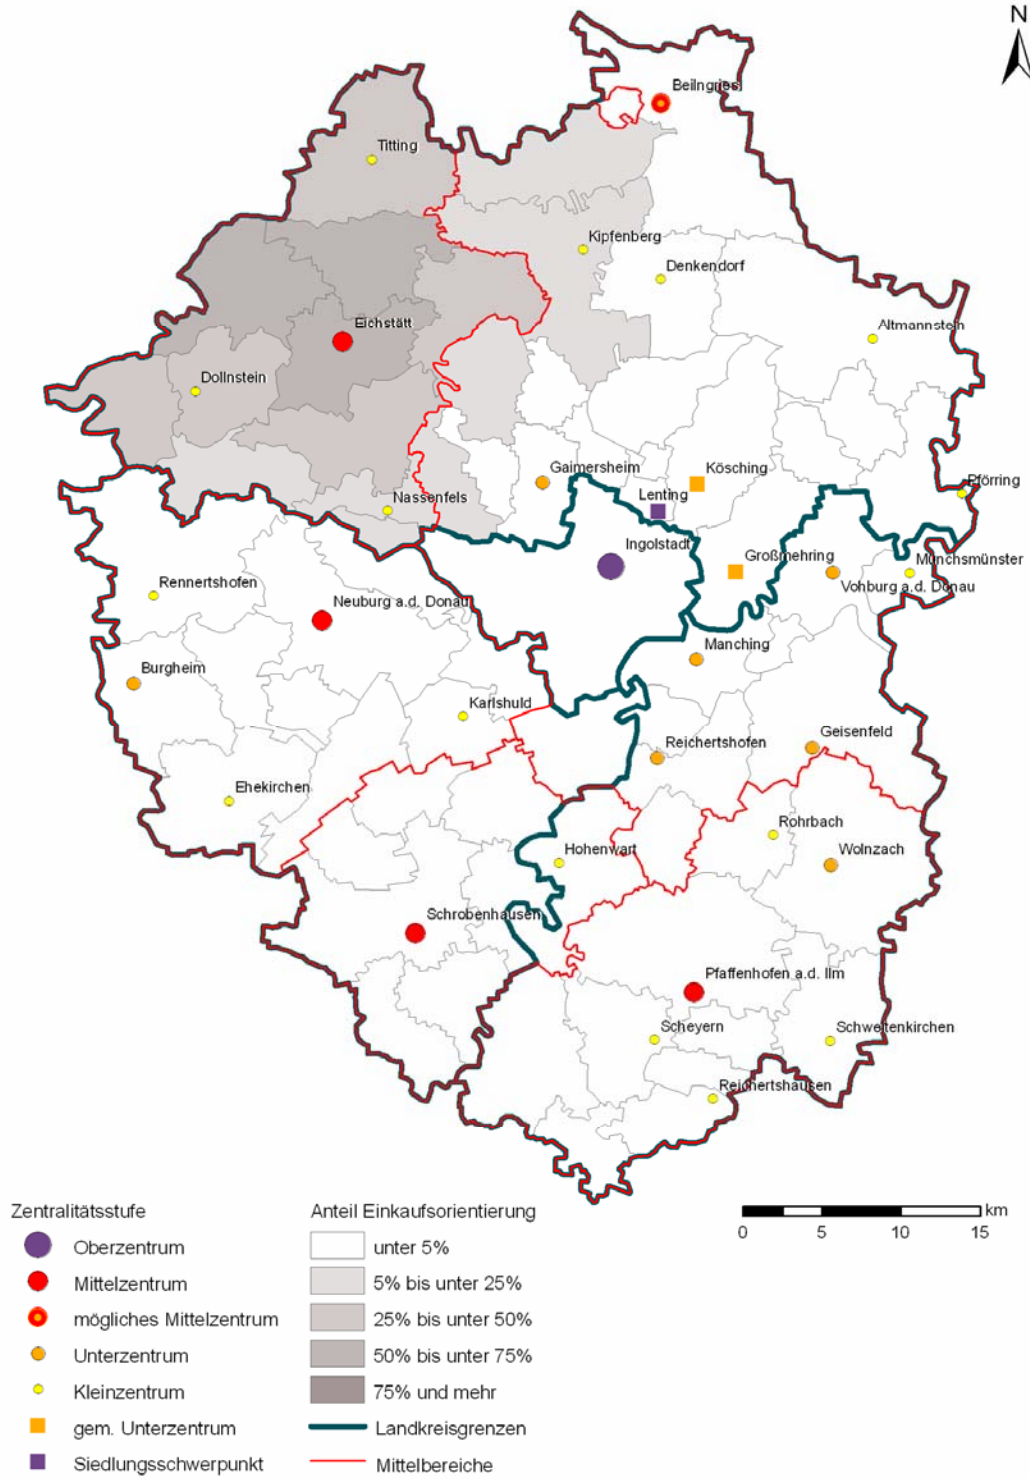 N
Beilngries
Titting
Kipfenberg
Denkendorf
Altmannstein
Eichstätt
Dollnstein
Gaimersheim
Kösching
Lenting
Pförring
Nassenfels
Ingolstadt
Großmehring
Münchsmünster
Vohburg a.d. Donau
Rennertshofen
Neuburg a.d. Donau
Manching
Burgheim
Karlshuld
Reichertshofen
Geisenfeld
Ehekirchen
Rohrbach
Hohenwart
Wolnzach
Schrobenhausen
Pfaffenhofen a.d. Ilm
Scheyern
Schweitenkirchen
Reichertshausen
km
0 5 10 15
Zentralitätsstufe
Oberzentrum
Mittelzentrum
mögliches Mittelzentrum
Unterzentrum
Kleinzentrum
gem. Unterzentrum
Siedlungsschwerpunkt
Anteil Einkaufsorientierung
unter 5%
5% bis unter 25%
25% bis unter 50%
50% bis unter 75%
75% und mehr
Landkreisgrenzen
Mittelbereiche